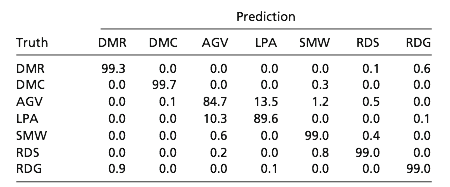 Prediction
Truth DMR DMC AGV LPA SMW RDS RDG
DMR 99.3 0.0 0.0 0.0 0.0 0.1 0.6
DMC 0.0 99.7 0.0 0.0 0.3 0.0 0.0
AGV 0.0 0.1 84.7 13.5 1.2 0.5 0.0
LPA 0.0 0.0 10.3 89.6 0.0 0.0 0.1
SMW 0.0 0.0 0.6 0.0 99.0 0.4 0.0
RDS 0.0 0.0 0.2 0.0 0.8 99.0 0.0
RDG 0.9 0.0 0.0 0.1 0.0 0.0 99.0